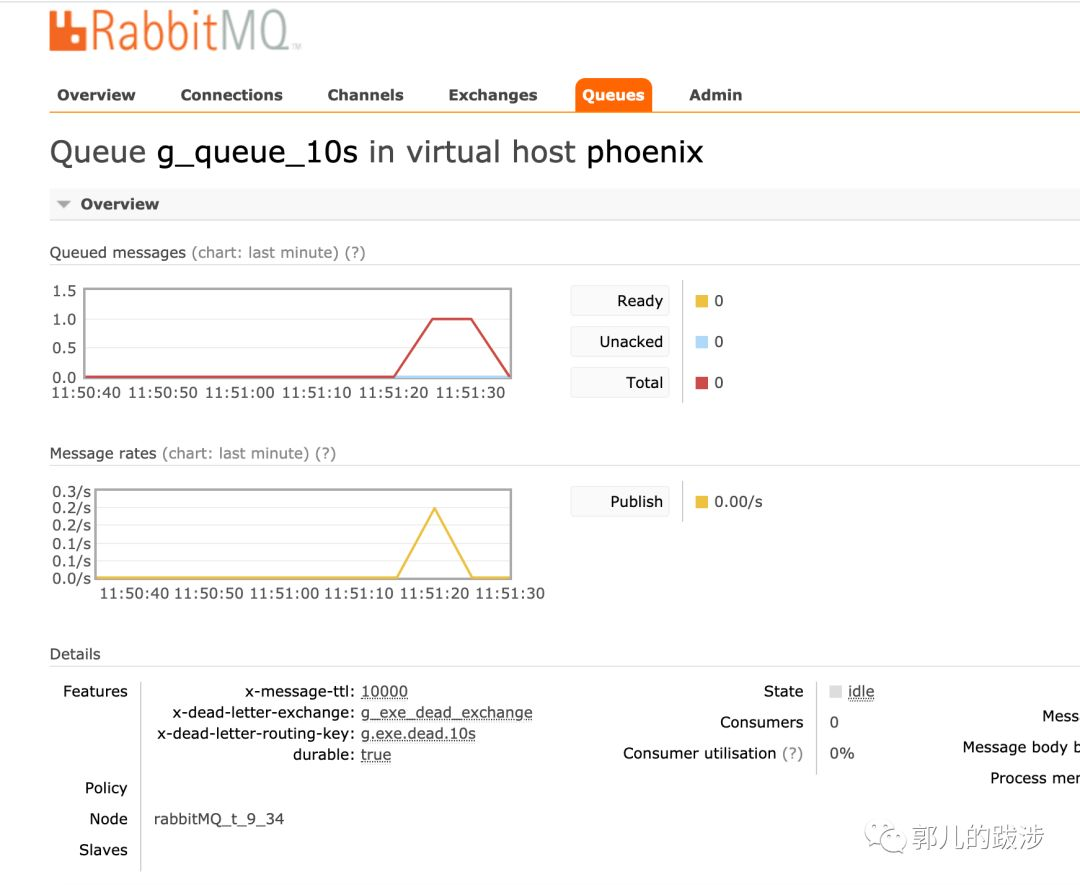 RabbitMQ™
Overview Connections Channels Exchanges Queues Admin
Queue g_queue_10s in virtual host phoenix
Overview
Queued messages (chart: last minute) (?)
1.5
1.0
0.5
0.0
11:50:40 11:50:50 11:51:00 11:51:10 11:51:20 11:51:30
Ready 0
Unacked 0
Total 0
Message rates (chart: last minute) (?)
0.3/s
0.2/s
0.2/s
0.1/s
0.1/s
0.0/s
11:50:40 11:50:50 11:51:00 11:51:10 11:51:20 11:51:30
Publish 0.00/s
Details
Features x-message-ttl: 10000
x-dead-letter-exchange: g_exe_dead_exchange
x-dead-letter-routing-key: g.exe.dead.10s
durable: true
Policy
Node rabbitMQ_t_9_34
Slaves
State idle
Consumers 0
Consumer utilisation (?) 0%
Mess
Message body b
Process mer
郭儿的跋涉